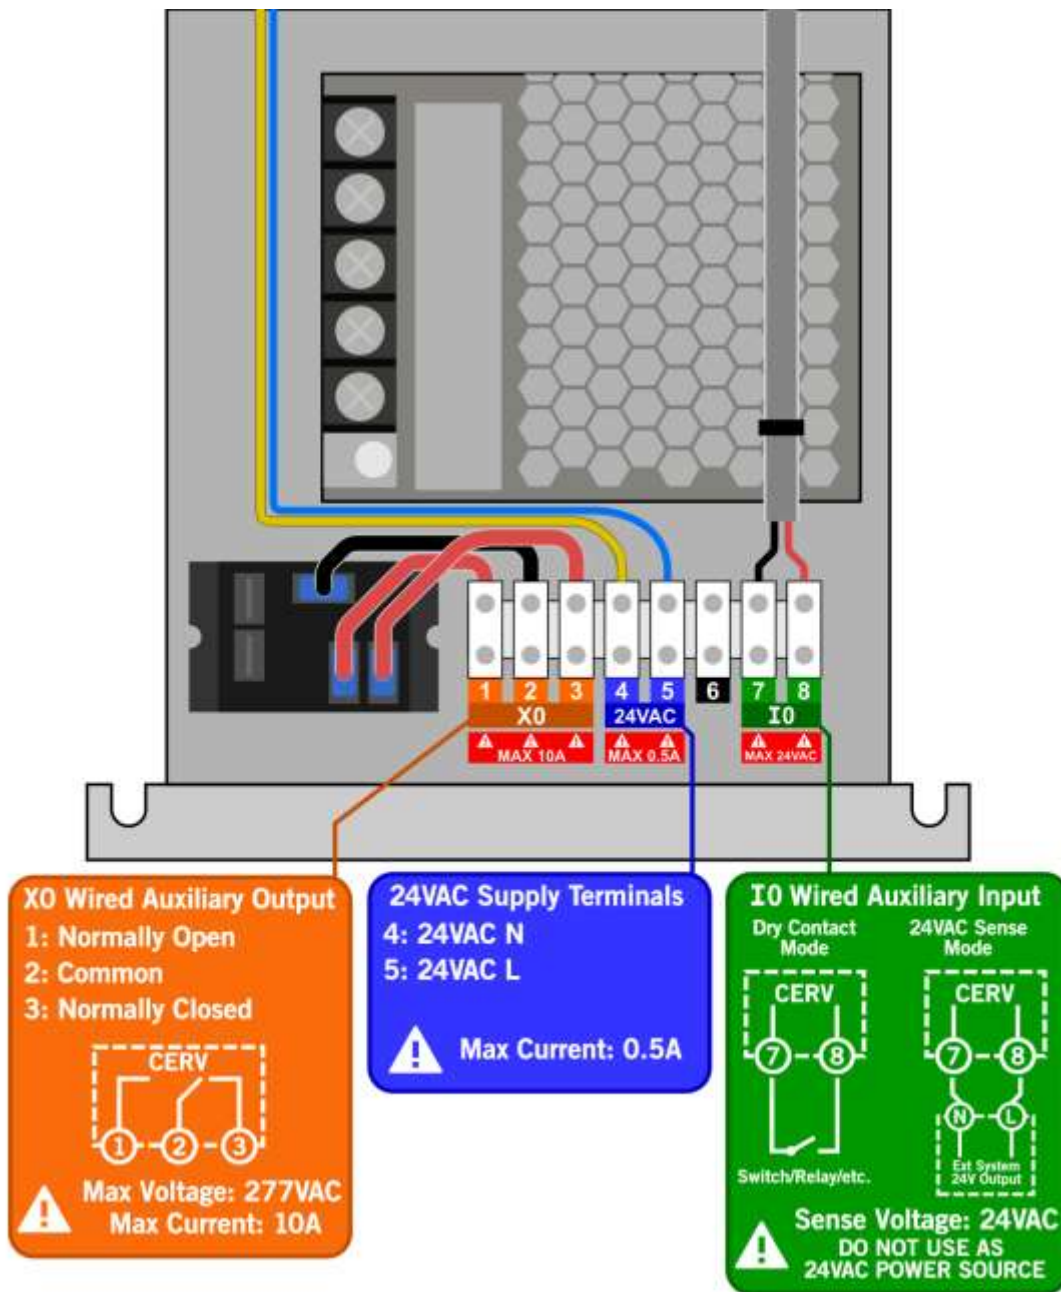 1 2 3 4 5 6 7 8
X0 24VAC I0
MAX 10A MAX 0.5A MAX 24VAC
X0 Wired Auxiliary Output
1: Normally Open
2: Common
3: Normally Closed
CERV
1 2 3
Max Voltage: 277VAC
Max Current: 10A
24VAC Supply Terminals
4: 24VAC N
5: 24VAC L
Max Current: 0.5A
I0 Wired Auxiliary Input
Dry Contact
Mode
CERV
7 8
Switch/Relay/etc.
24VAC Sense
Mode
CERV
7 8
N L
Ext System
24V Output
Sense Voltage: 24VAC
DO NOT USE AS
24VAC POWER SOURCE